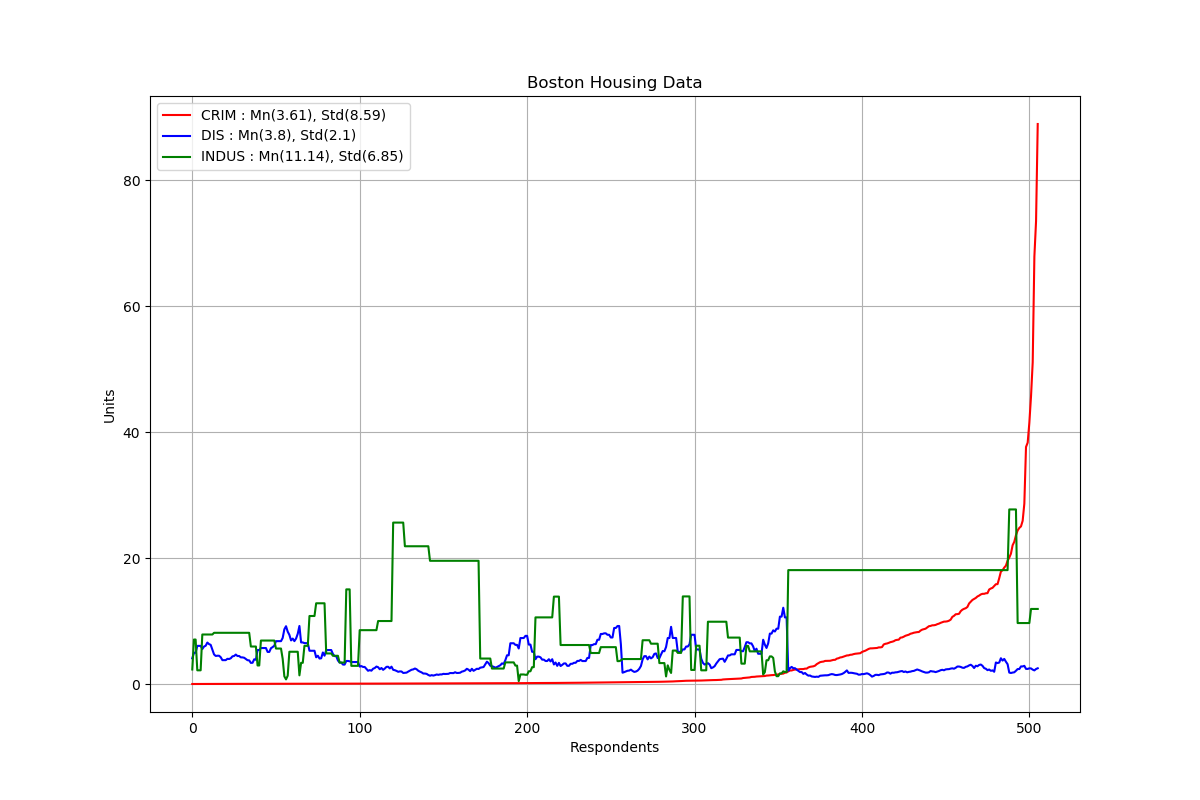 Boston Housing Data
CRIM : Mn(3.61), Std(8.59)
DIS : Mn(3.8), Std(2.1)
INDUS : Mn(11.14), Std(6.85)
80
60
40
20
0
Units
0 100 200 300 400 500
Respondents